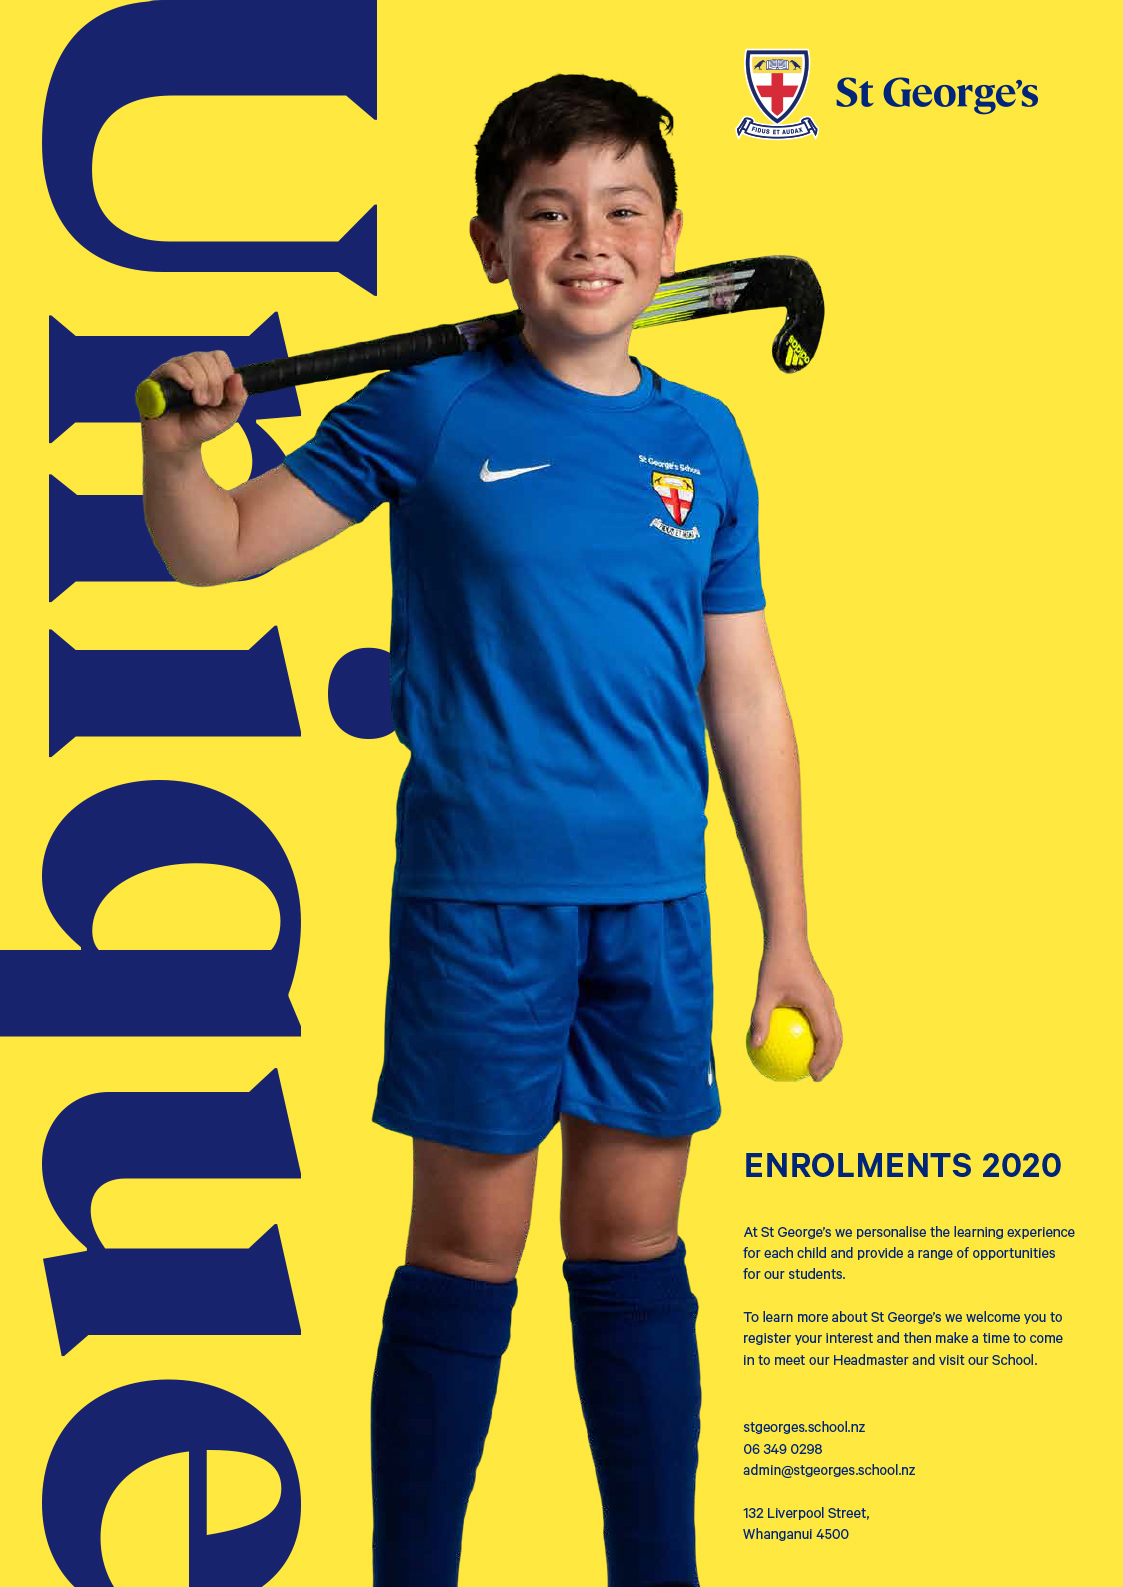 Unique
FIDUS ET AUDAX
St George's
adidas
St George's School
ENROLMENTS 2020
At St George's we personalise the learning experience
for each child and provide a range of opportunities
for our students.
To learn more about St George's we welcome you to
register your interest and then make a time to come
in to meet our Headmaster and visit our School.
stgeorges.school.nz
06 349 0298
admin@stgeorges.school.nz
132 Liverpool Street,
Whanganui 4500